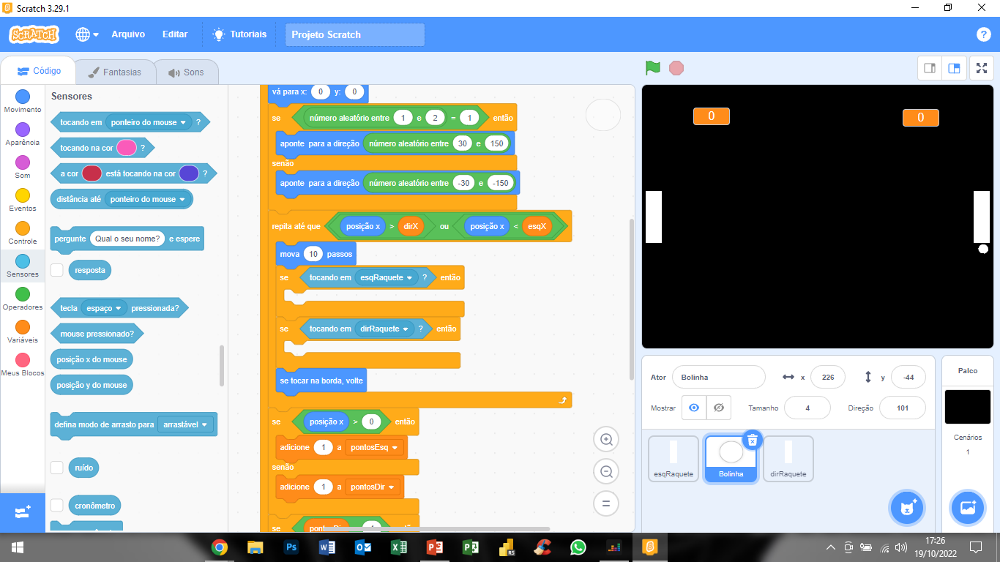 Scratch 3.29.1
SCRATCH
Arquivo
Editar
Tutoriais
Projeto Scratch
?
Código
Fantasias
Sons
Movimento
Aparência
Som
Eventos
Controle
Sensores
Operadores
Variáveis
Meus Blocos
Sensores
tocando em ponteiro do mouse ?
tocando na cor ?
a cor está tocando na cor ?
distância até ponteiro do mouse
pergunte Qual o seu nome? e espere
resposta
tecla espaço pressionada?
mouse pressionado?
posição x do mouse
posição y do mouse
defina modo de arrasto para arrastável
ruído
cronômetro
vá para x: 0 y: 0
se número aleatório entre 1 e 2 = 1 então
aponte para a direção número aleatório entre 30 e 150
senão
aponte para a direção número aleatório entre -30 e -150
repita até que posição x > dirX ou posição x < esqX
mova 10 passos
se tocando em esqRaquete ? então
se tocando em dirRaquete ? então
se tocar na borda, volte
se posição x > 0 então
adicione 1 a pontosEsq
senão
adicione 1 a pontosDir
se
0
0
Ator Bolinha x 226 y -44
Mostrar Tamanho 4 Direção 101
esqRaquete
Bolinha
dirRaquete
Palco
Cenários
1
Ps
RS
17:26
19/10/2022